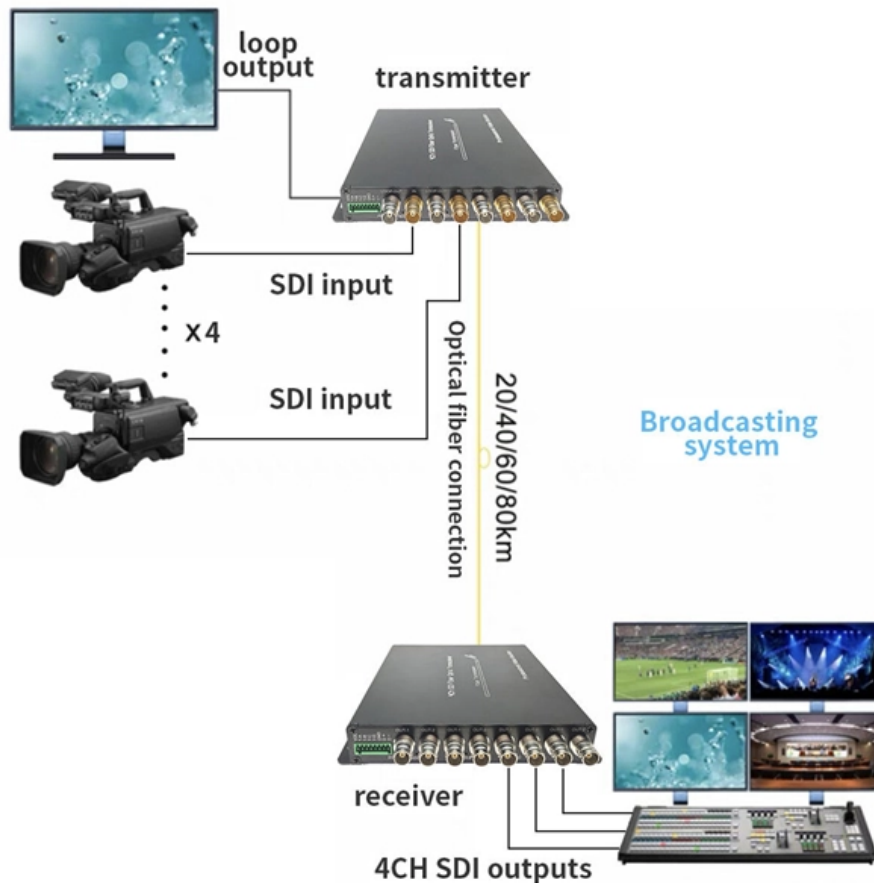 loop
output
transmitter
SDI input
x4
SDI input
Optical fiber connection
20/40/60/80km
Broadcasting
system
receiver
4CH SDI outputs